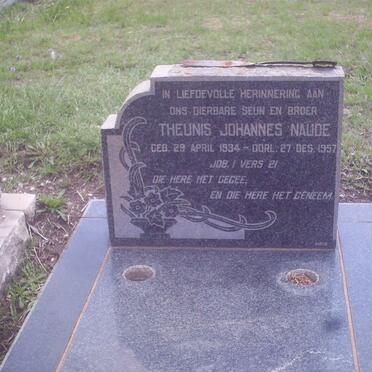 IN LIEFDEVOLLE HERINNERING AAN
ONS DIERBARE SEUN EN BROER
THEUNIS JOHANNES NAUDE
GEB. 29 APRIL 1934 - OORL. 27 DES. 1957
JOB. 1 VERS 21
DIE HERE HET GEGEE,
EN DIE HERE HET GENEEM.